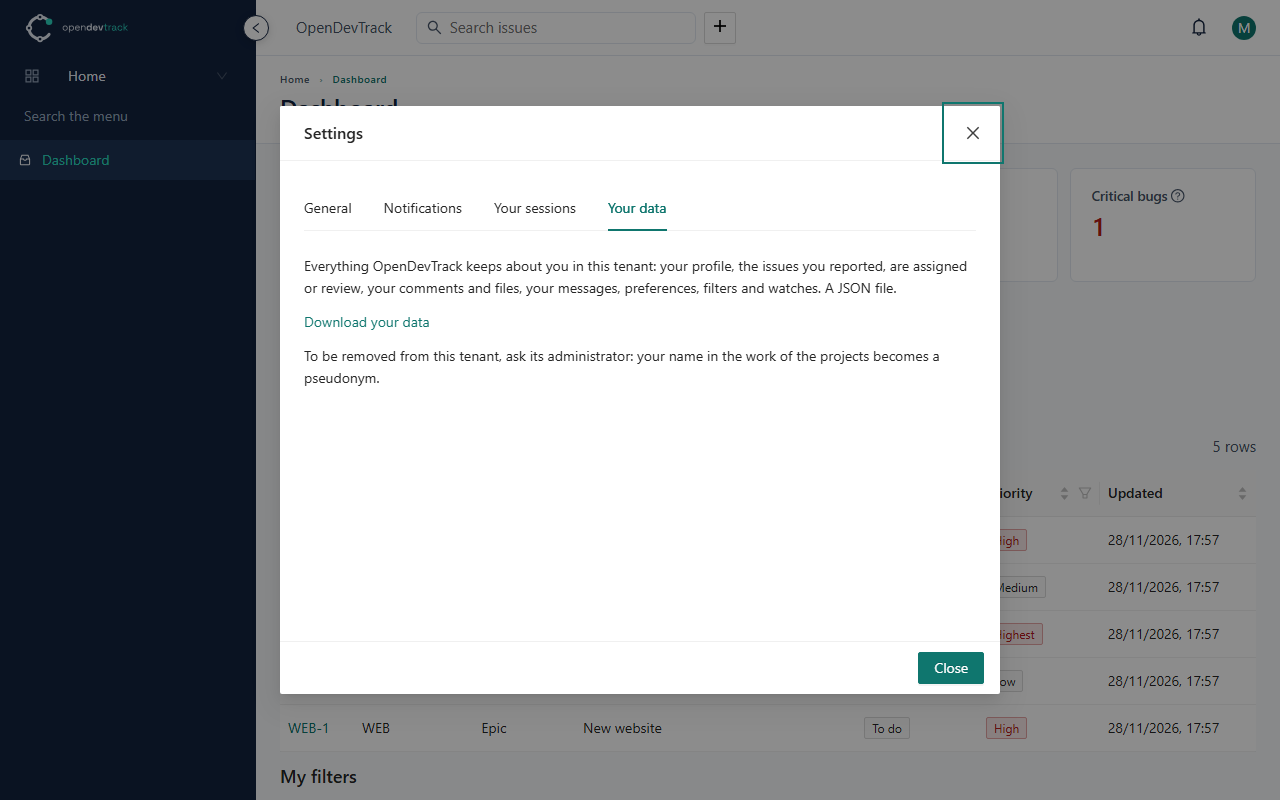 opendevtrack
OpenDevTrack
Search issues
M
Home
Search the menu
Dashboard
Home
Dashboard
Dashboard
Settings
General
Notifications
Your sessions
Your data
Critical bugs
1
Everything OpenDevTrack keeps about you in this tenant: your profile, the issues you reported, are assigned
or review, your comments and files, your messages, preferences, filters and watches. A JSON file.
Download your data
To be removed from this tenant, ask its administrator: your name in the work of the projects becomes a
pseudonym.
5 rows
Updated
28/11/2026, 17:57
28/11/2026, 17:57
28/11/2026, 17:57
28/11/2026, 17:57
Close
WEB-1 WEB Epic New website To do High 28/11/2026, 17:57
My filters